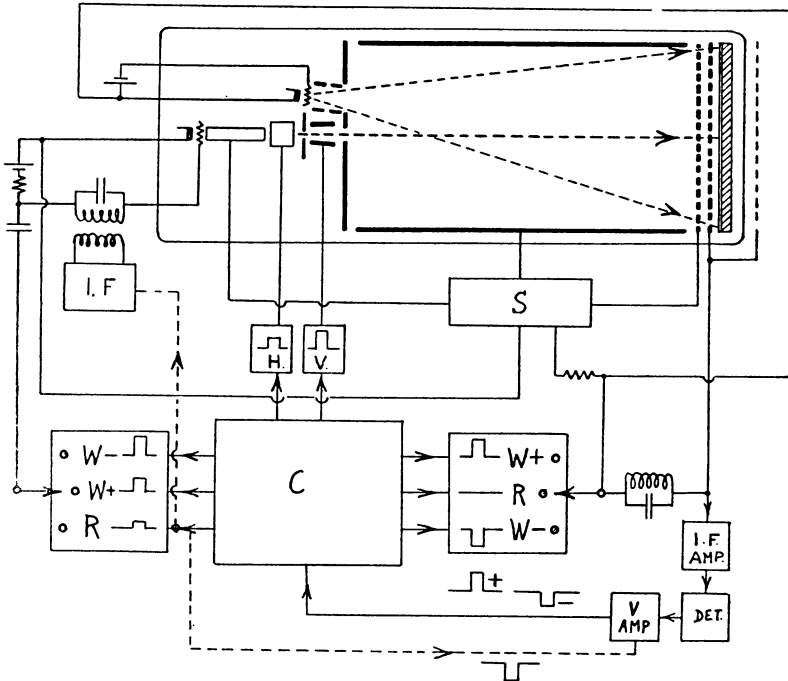 I.F
S
H.
V.
C
W-
W+
R
W+
R
W-
I.F.
AMP.
+
-
V
AMP
DET.